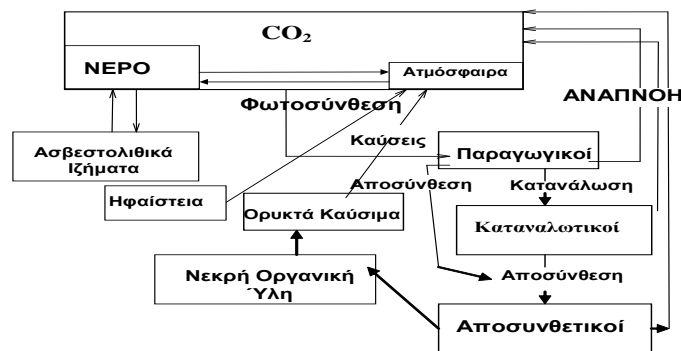 CO2
ΝΕΡΟ
Ατμόσφαιρα
Φωτοσύνθεση
ΑΝΑΠΝΟΗ
Καύσεις
Ασβεστολιθικά
Ιζήματα
Παραγωγικοί
Αποσύνθεση
Κατανάλωση
Ηφαίστεια
Ορυκτά Καύσιμα
Καταναλωτικοί
Νεκρή Οργανική
Ύλη
Αποσύνθεση
Αποσυνθετικοί